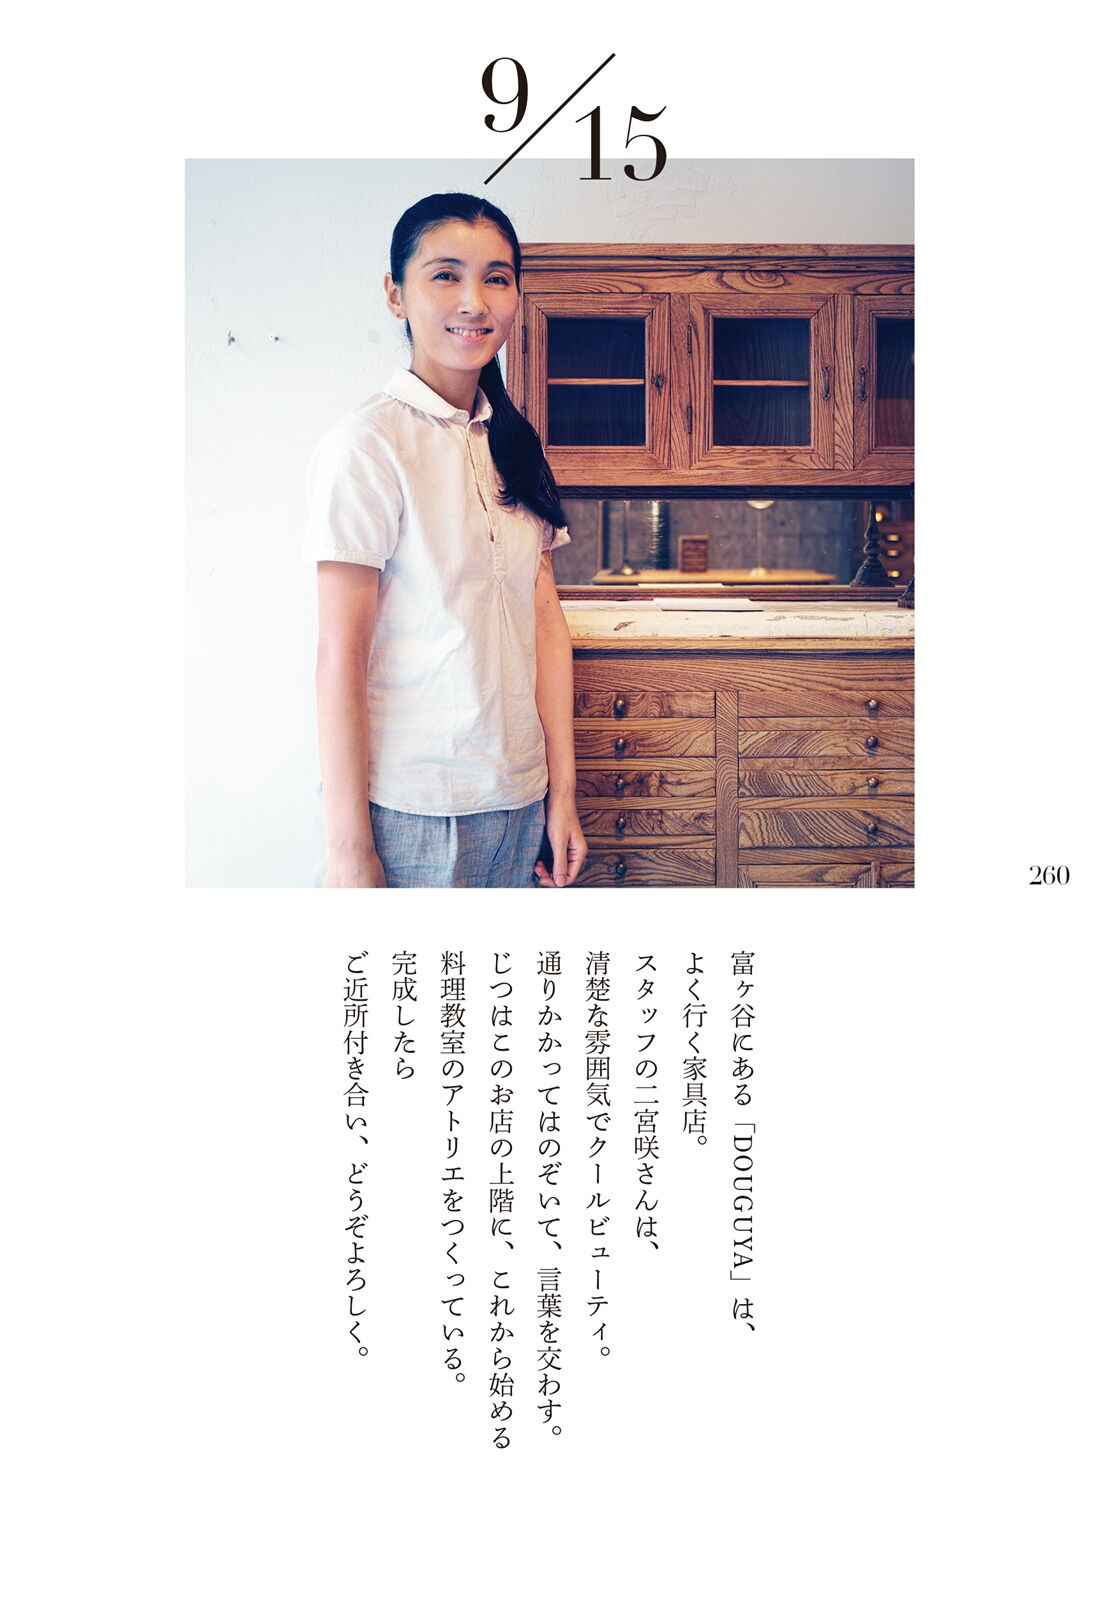 9/15
富ヶ谷にある「DOUGUYA」は、
よく行く家具店。
スタッフの二宮咲さんは、
清楚な雰囲気でクールビューティ。
通りかかってはのぞいて、言葉を交わす。
じつはこのお店の上階に、これから始める
料理教室のアトリエをつくっている。
完成したら
ご近所付き合い、どうぞよろしく。
260